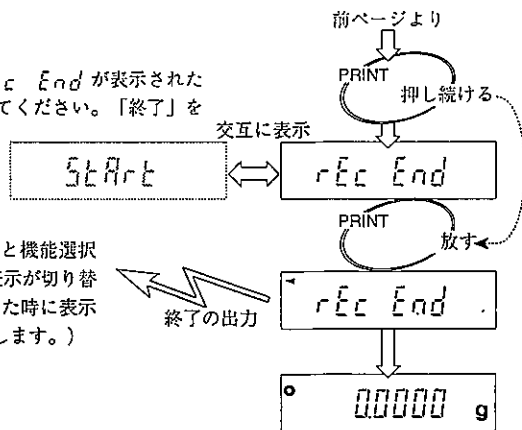 前ページより
PRINT
押し続ける
c Endが表示された
てください。「終了」を
交互に表示
StArt
rEc End
PRINT
放す
と機能選択
表示が切り替
た時に表示
します。)
終了の出力
rEc End
0.0000 g